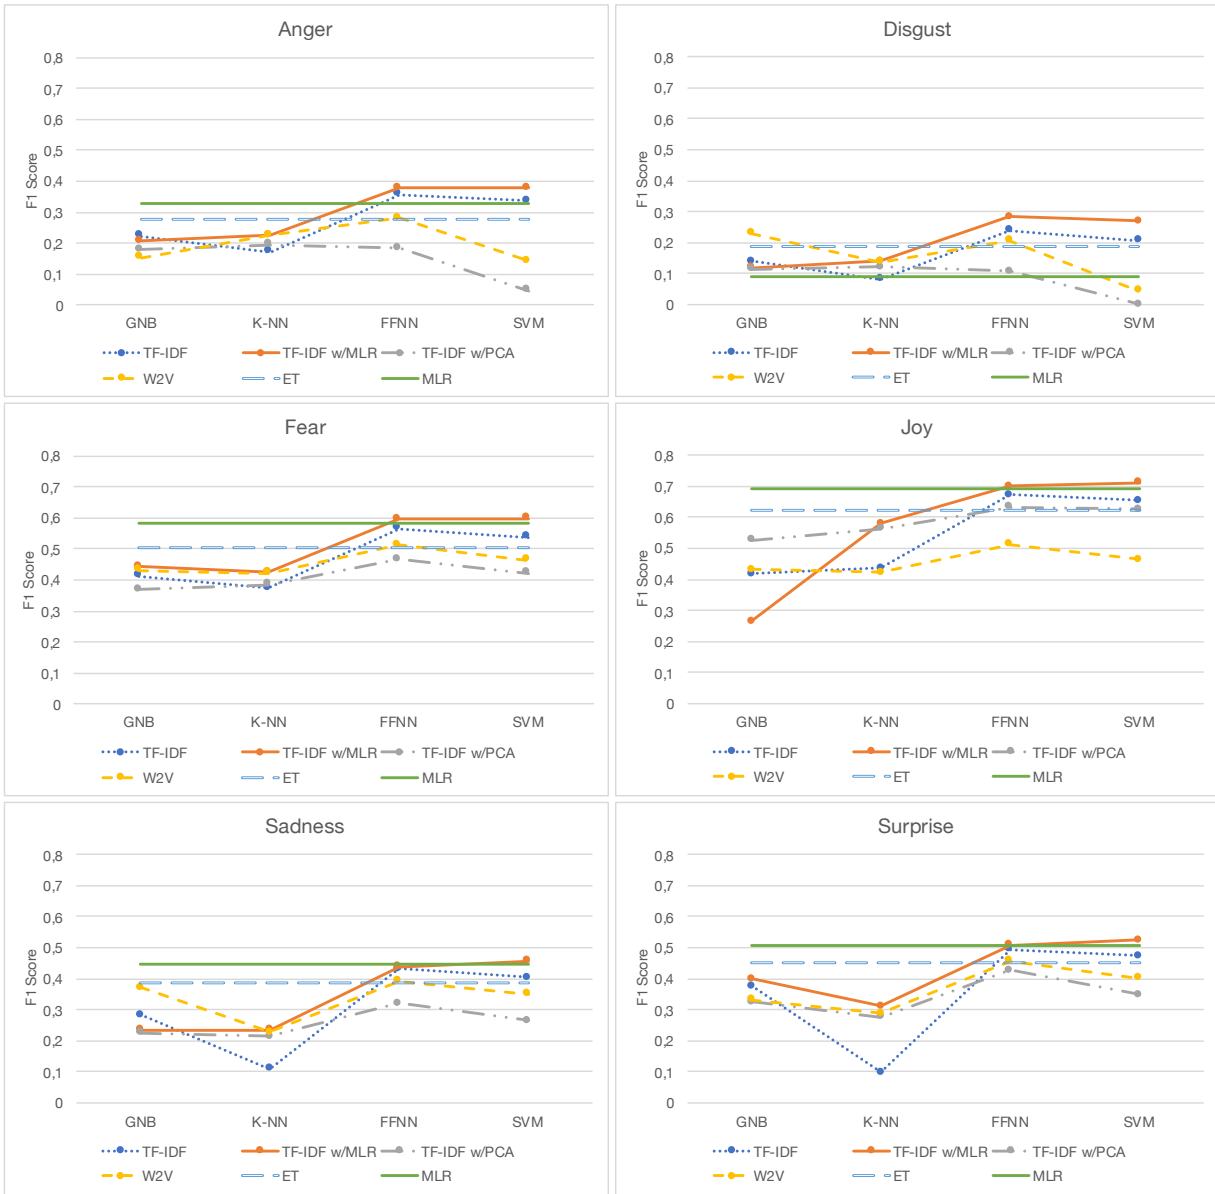 Anger
0,8
0,7
0,6
0,5
0,4
0,3
0,2
0,1
0
F1 Score
GNB K-NN FFNN SVM
TF-IDF TF-IDF w/MLR TF-IDF w/PCA
W2V ET MLR
Disgust
0,8
0,7
0,6
0,5
0,4
0,3
0,2
0,1
0
F1 Score
GNB K-NN FFNN SVM
TF-IDF TF-IDF w/MLR TF-IDF w/PCA
W2V ET MLR
Fear
0,8
0,7
0,6
0,5
0,4
0,3
0,2
0,1
0
F1 Score
GNB K-NN FFNN SVM
TF-IDF TF-IDF w/MLR TF-IDF w/PCA
W2V ET MLR
Joy
0,8
0,7
0,6
0,5
0,4
0,3
0,2
0,1
0
F1 Score
GNB K-NN FFNN SVM
TF-IDF TF-IDF w/MLR TF-IDF w/PCA
W2V ET MLR
Sadness
0,8
0,7
0,6
0,5
0,4
0,3
0,2
0,1
0
F1 Score
GNB K-NN FFNN SVM
TF-IDF TF-IDF w/MLR TF-IDF w/PCA
W2V ET MLR
Surprise
0,8
0,7
0,6
0,5
0,4
0,3
0,2
0,1
0
F1 Score
GNB K-NN FFNN SVM
TF-IDF TF-IDF w/MLR TF-IDF w/PCA
W2V ET MLR